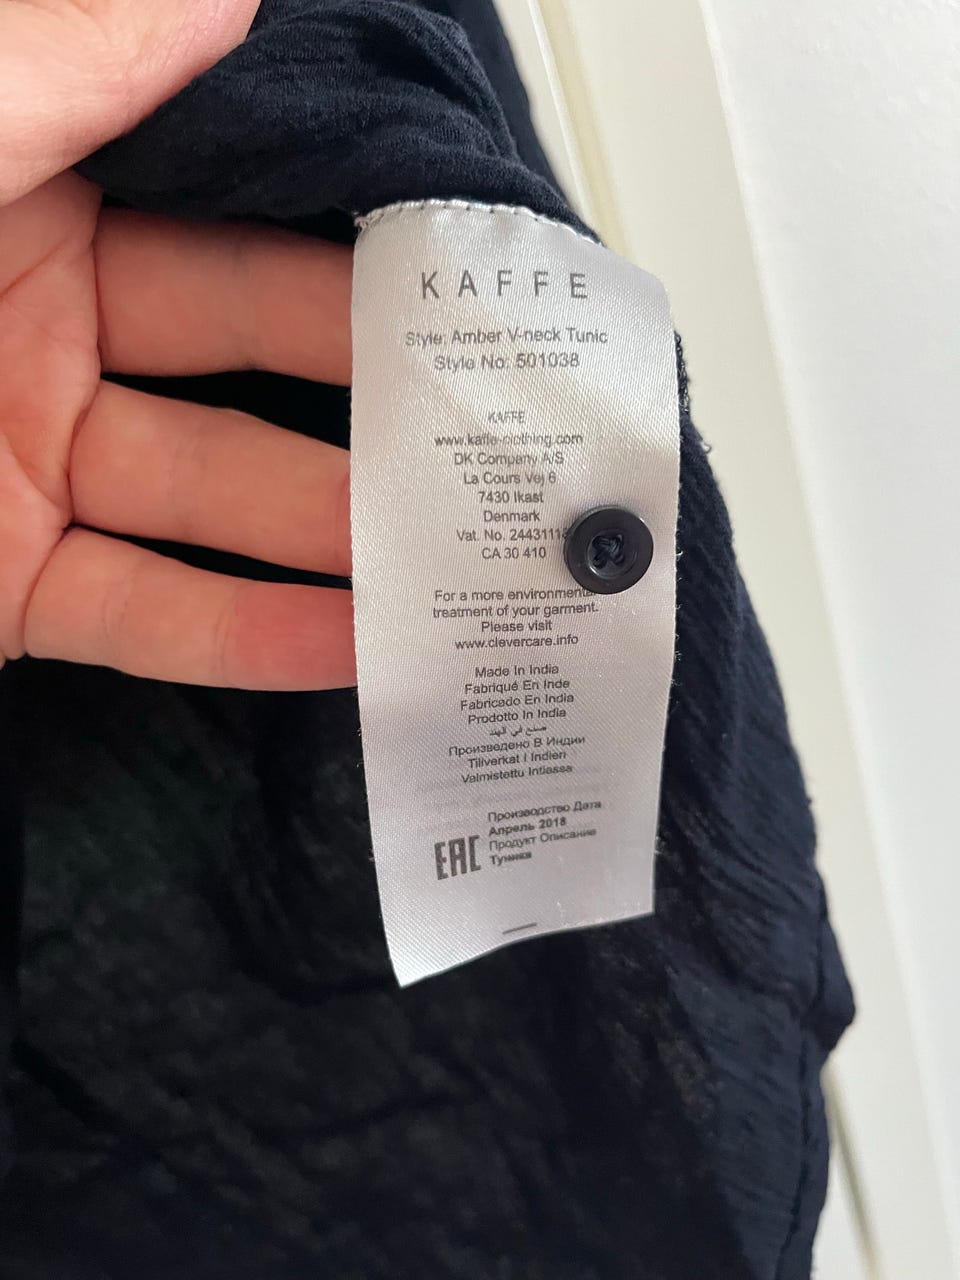 KAFFE
Style: Amber V-neck Tunic
Style No: 501038
KAFFE
www.kaffe-clothing.com
DK Company A/S
La Cours Vej 6
7430 Ikast
Denmark
Vat. No. 2443111
CA 30 410
For a more environmental
treatment of your garment.
Please visit
www.clevercare.info
Made In India
Fabriqué En Inde
Fabricado En India
Prodotto In India
صنع في الهند
Произведено В Индии
Tillverkat I Indien
Valmistettu Intiassa
Производство Дата
Апрель 2018
EAC Продукт Описание
Туника